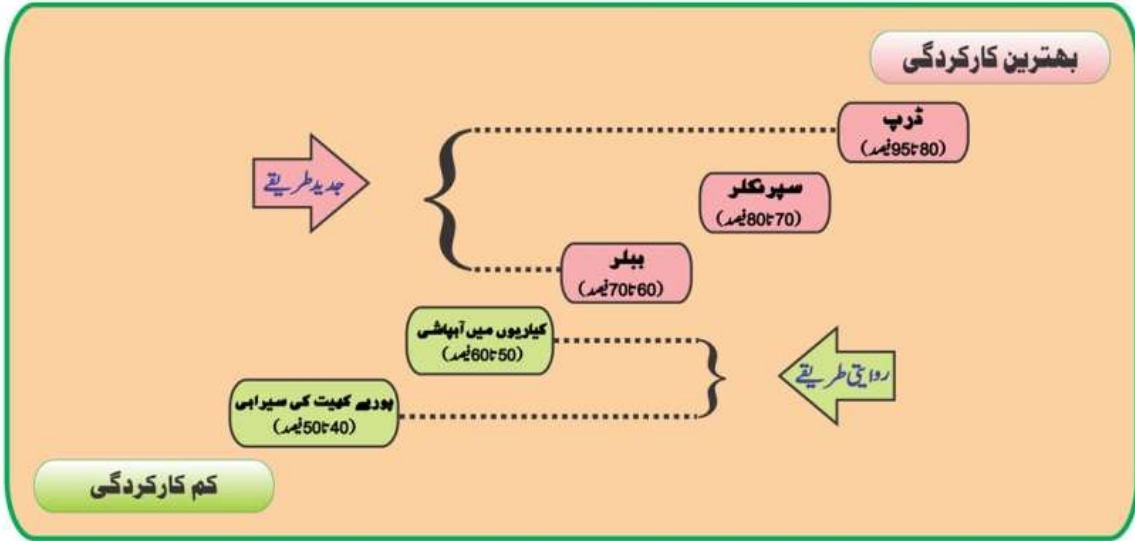 بهترین کارکردگی
ڈرپ
(80تا95فیصد)
جدید طریقے
سپرنکلر
(70تا80فیصد)
ببلر
(60تا70فیصد)
کیاریوں میں آبپاشی
(50تا60فیصد)
روایتی طریقے
پورے کھیت کی سیرابی
(40تا50فیصد)
کم کارکردگی